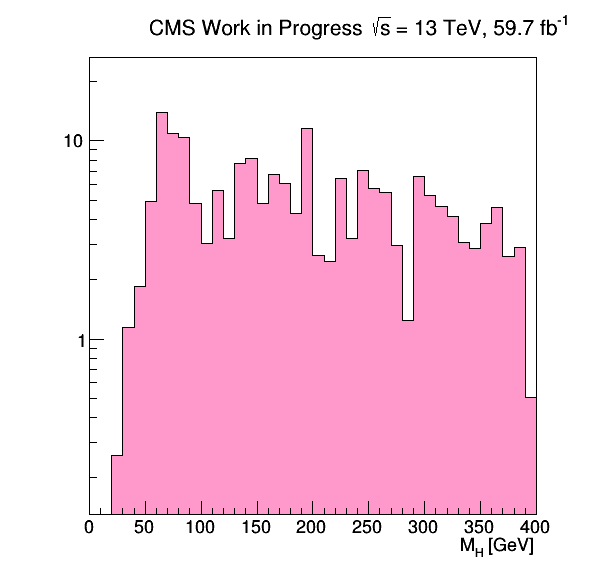 CMS Work in Progress √s = 13 TeV, 59.7 fb⁻¹
10
1
0 50 100 150 200 250 300 350 400
M_H [GeV]